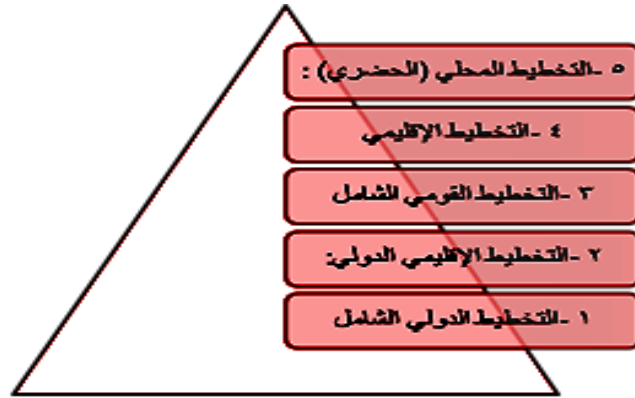 ٥ -التخطيط المحلي (الحضري) :
٤ -التخطيط الإقليمي
٣ -التخطيط القومي الشامل
٢ -التخطيط الإقليمي الدولي:
١ -التخطيط الدولي الشامل